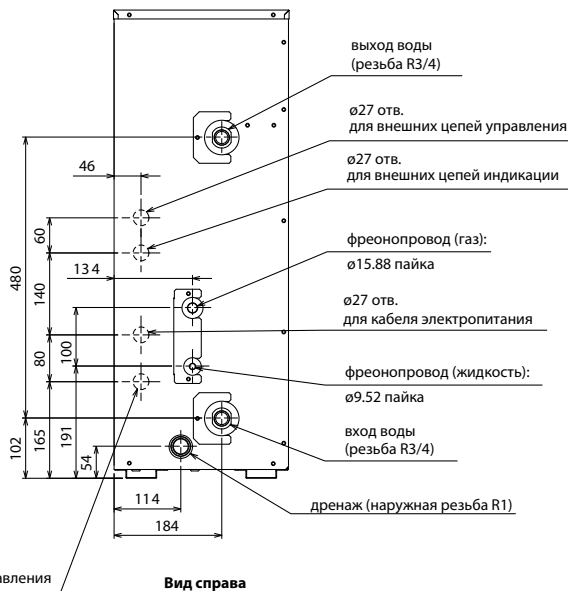 выход воды
(резьба R3/4)
ø27 отв.
для внешних цепей управления
46
ø27 отв.
для внешних цепей индикации
60
фреонопровод (газ):
134
ø15.88 пайка
480
140
ø27 отв.
для кабеля электропитания
100
80
фреонопровод (жидкость):
ø9.52 пайка
102
165
191
54
вход воды
(резьба R3/4)
114
дренаж (наружная резьба R1)
184
авления
Вид справа